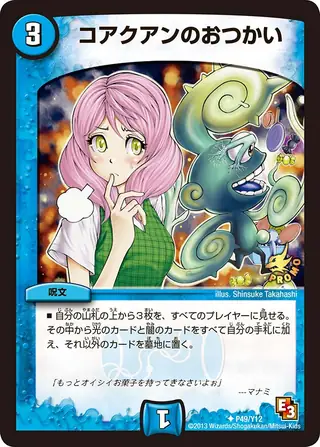 3
コアクアンのおつかい
PROMO
illus. Shinsuke Takahashi
呪文
■自分の山札の上から3枚を、すべてのプレイヤーに見せる。
その中から光のカードと闇のカードをすべて自分の手札に加
え、それ以外のカードを墓地に置く。
「もっとオイシイお菓子を持ってきなさいよぉ」
---マナミ
1
E3
P49/Y12
©2013 Wizards/Shogakukan/Mitsui-Kids